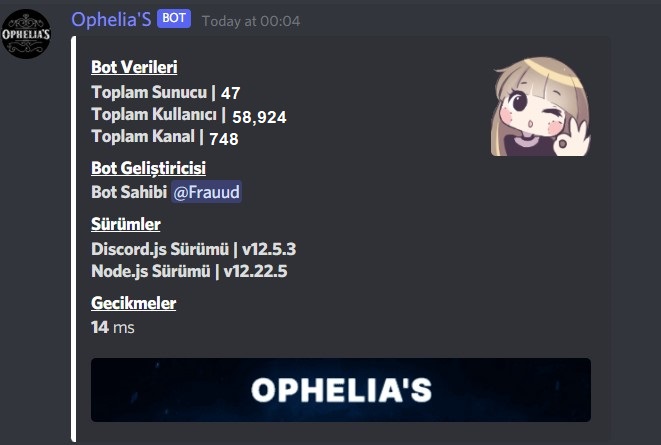 OPHELIA'S
Ophelia'S BOT Today at 00:04
Bot Verileri
Toplam Sunucu | 47
Toplam Kullanıcı | 58,924
Toplam Kanal | 748
Bot Geliştiricisi
Bot Sahibi @Frauud
Sürümler
Discord.js Sürümü | v12.5.3
Node.js Sürümü | v12.22.5
Gecikmeler
14 ms
OPHELIA'S